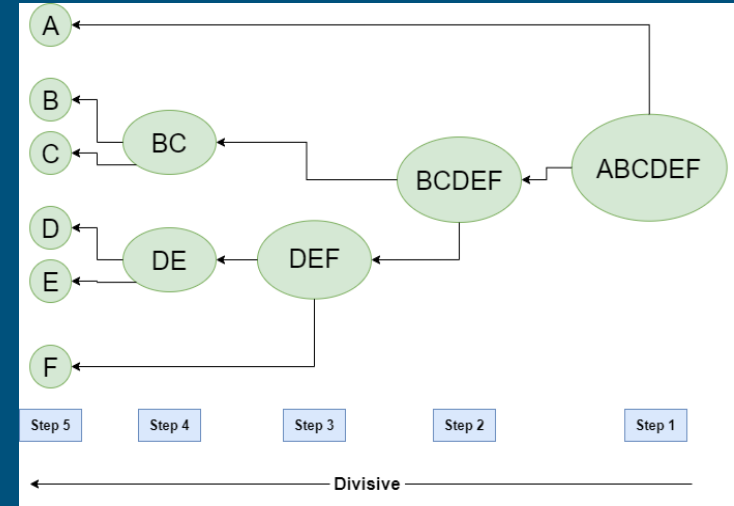 A
B
C
BC
BCDEF
ABCDEF
D
E
DE
DEF
F
Step 5
Step 4
Step 3
Step 2
Step 1
Divisive